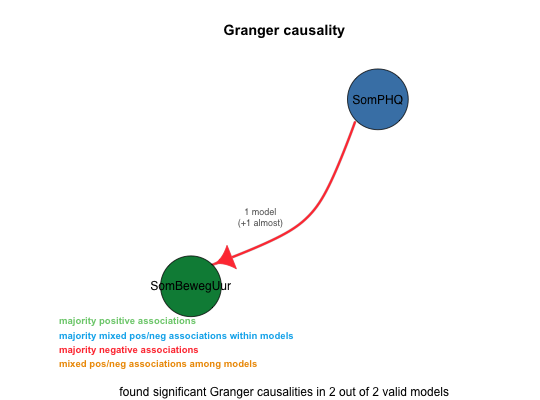 Granger causality
SomPHQ
1 model
(+1 almost)
SomBewegUur
majority positive associations
majority mixed pos/neg associations within models
majority negative associations
mixed pos/neg associations among models
found significant Granger causalities in 2 out of 2 valid models